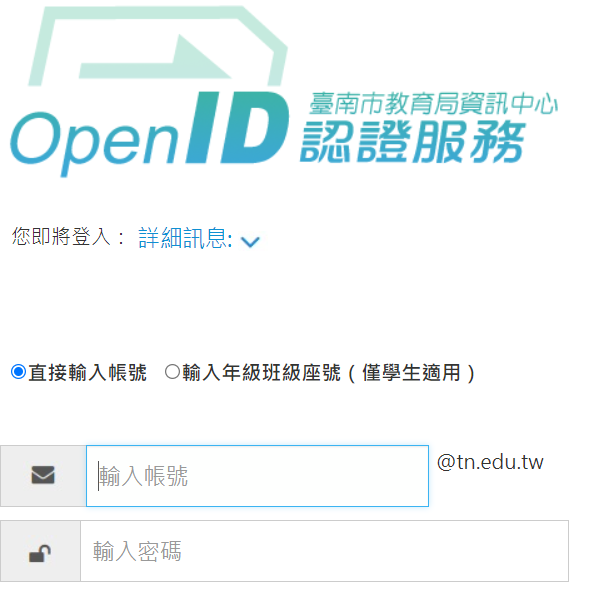 臺南市教育局資訊中心
OpenID 認證服務
您即將登入： 詳細訊息:
直接輸入帳號 輸入年級班級座號（僅學生適用）
輸入帳號 @tn.edu.tw
輸入密碼